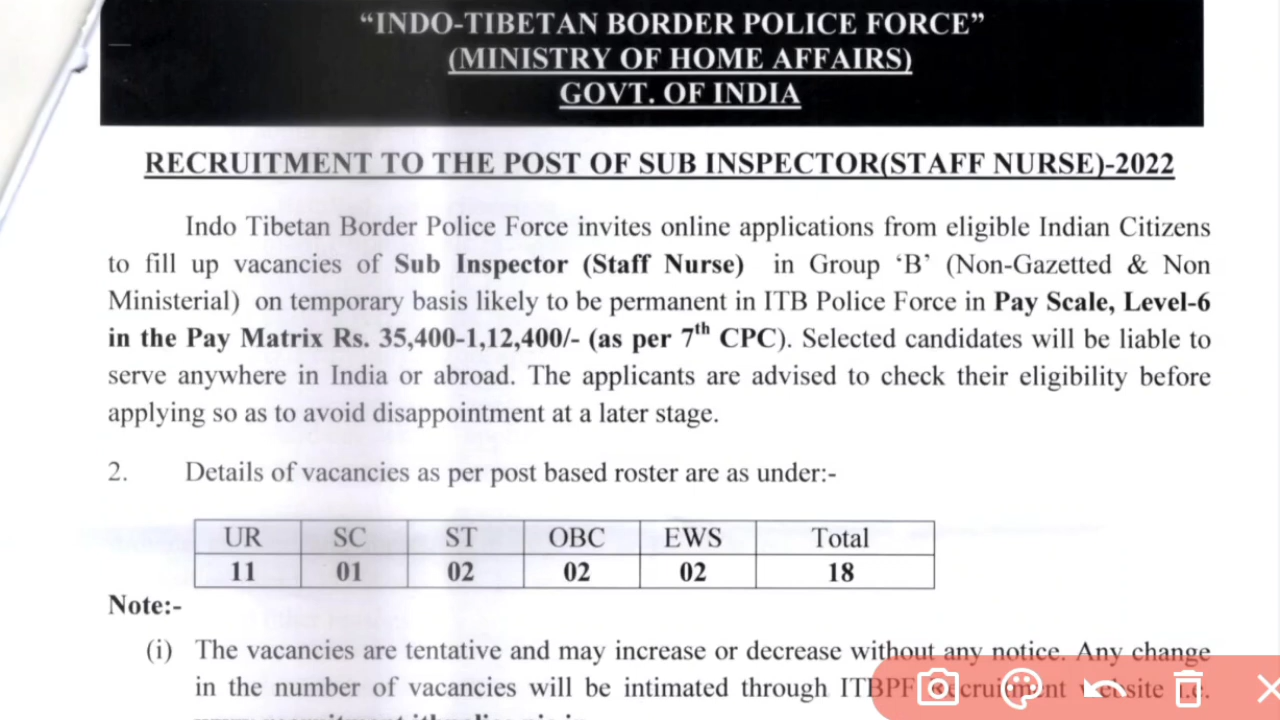 “INDO-TIBETAN BORDER POLICE FORCE”
(MINISTRY OF HOME AFFAIRS)
GOVT. OF INDIA
RECRUITMENT TO THE POST OF SUB INSPECTOR(STAFF NURSE)-2022
Indo Tibetan Border Police Force invites online applications from eligible Indian Citizens
to fill up vacancies of Sub Inspector (Staff Nurse) in Group ‘B’ (Non-Gazetted & Non
Ministerial) on temporary basis likely to be permanent in ITB Police Force in Pay Scale, Level-6
in the Pay Matrix Rs. 35,400-1,12,400/- (as per 7th CPC). Selected candidates will be liable to
serve anywhere in India or abroad. The applicants are advised to check their eligibility before
applying so as to avoid disappointment at a later stage.
2. Details of vacancies as per post based roster are as under:-
UR SC ST OBC EWS Total
11 01 02 02 02 18
Note:-
(i) The vacancies are tentative and may increase or decrease without any notice. Any change
in the number of vacancies will be intimated through ITBPF Recruitment website i.e.